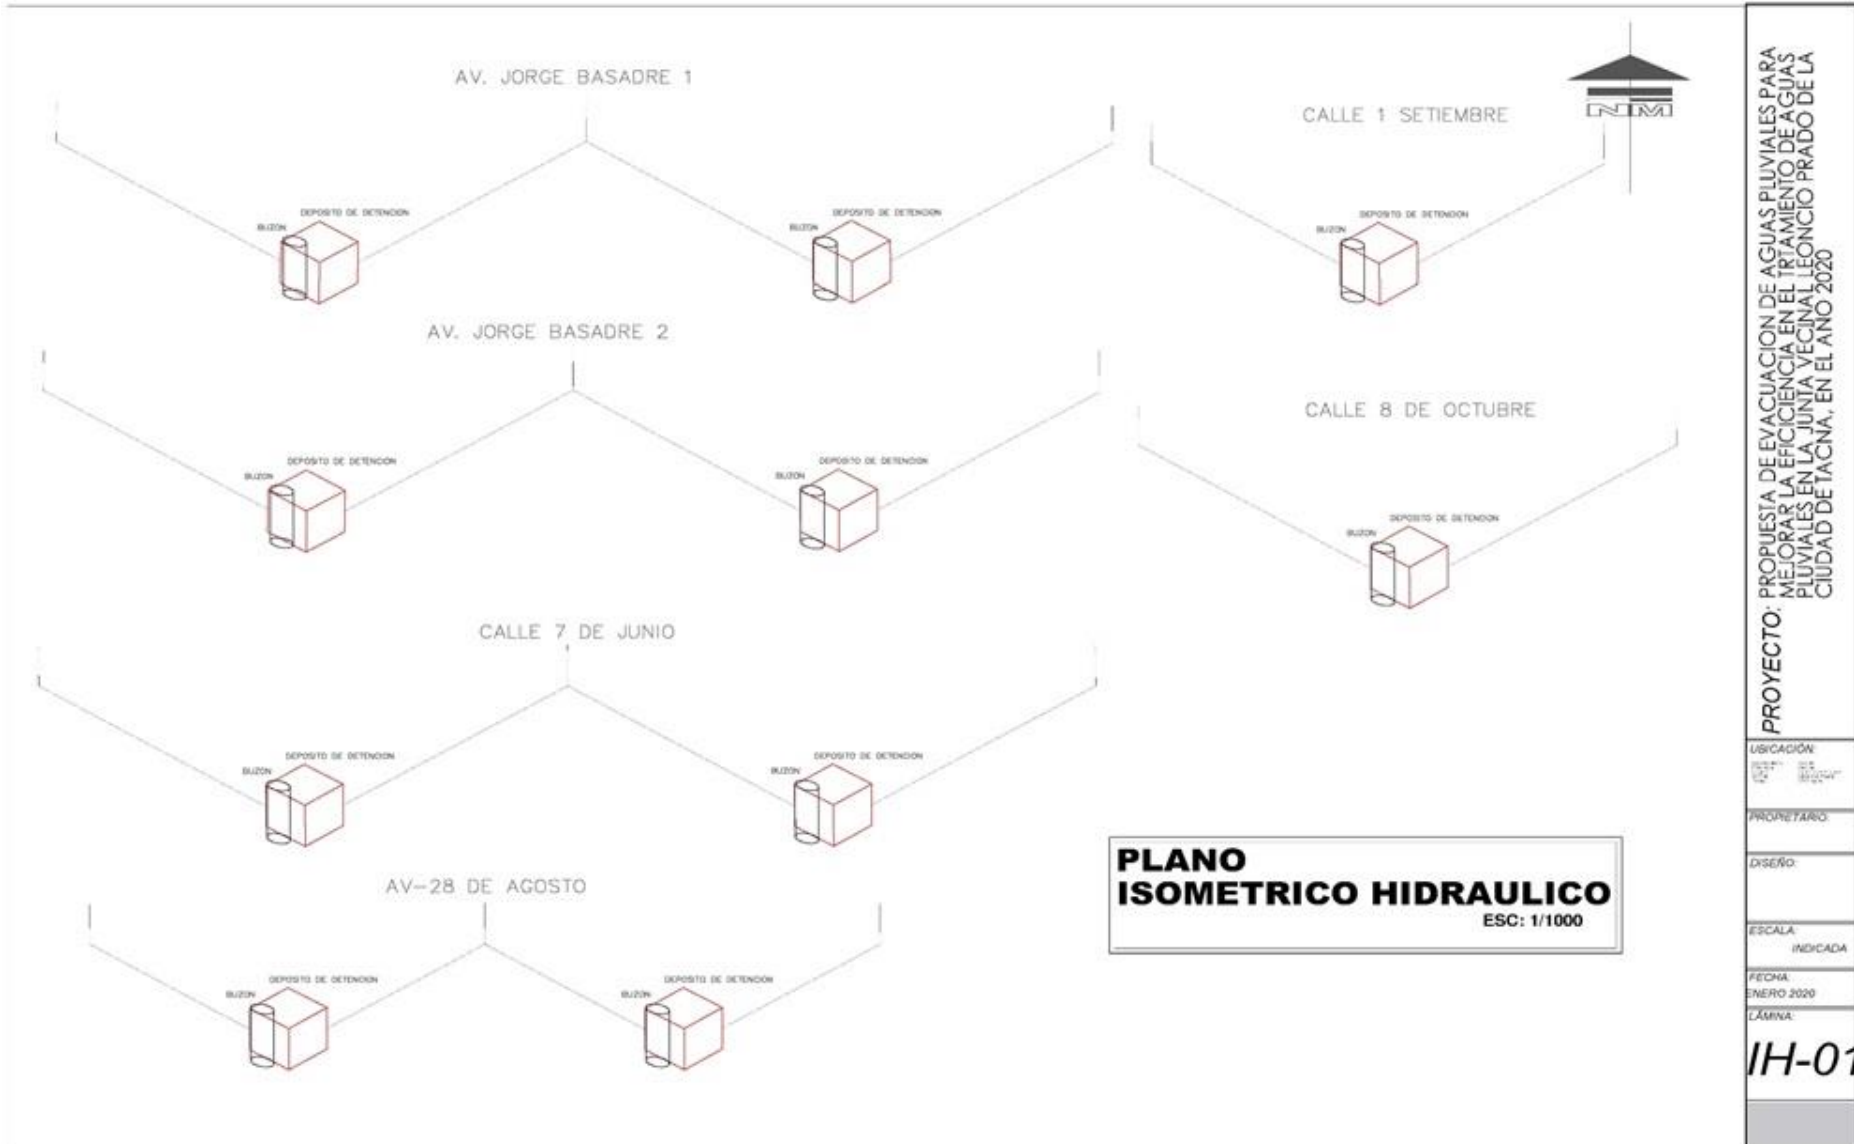 AV. JORGE BASADRE 1
BUZON
DEPOSITO DE DETENCION
BUZON
DEPOSITO DE DETENCION
CALLE 1 SETIEMBRE
BUZON
DEPOSITO DE DETENCION
NM
AV. JORGE BASADRE 2
BUZON
DEPOSITO DE DETENCION
BUZON
DEPOSITO DE DETENCION
CALLE 8 DE OCTUBRE
BUZON
DEPOSITO DE DETENCION
CALLE 7 DE JUNIO
BUZON
DEPOSITO DE DETENCION
BUZON
DEPOSITO DE DETENCION
AV-28 DE AGOSTO
BUZON
DEPOSITO DE DETENCION
BUZON
DEPOSITO DE DETENCION
PLANO
ISOMETRICO HIDRAULICO
ESC: 1/1000
PROYECTO: PROPUESTA DE EVACUACION DE AGUAS PLUVIALES PARA
MEJORAR LA EFICICIENCIA EN EL TRTAMIENTO DE AGUAS
PLUVIALES EN LA JUNTA VECINAL LEONCIO PRADO DE LA
CIUDAD DE TACNA, EN EL AÑO 2020
UBICACIÓN:
PROPIETARIO:
DISEÑO:
ESCALA:
INDICADA
FECHA:
ENERO 2020
LÁMINA:
IH-01